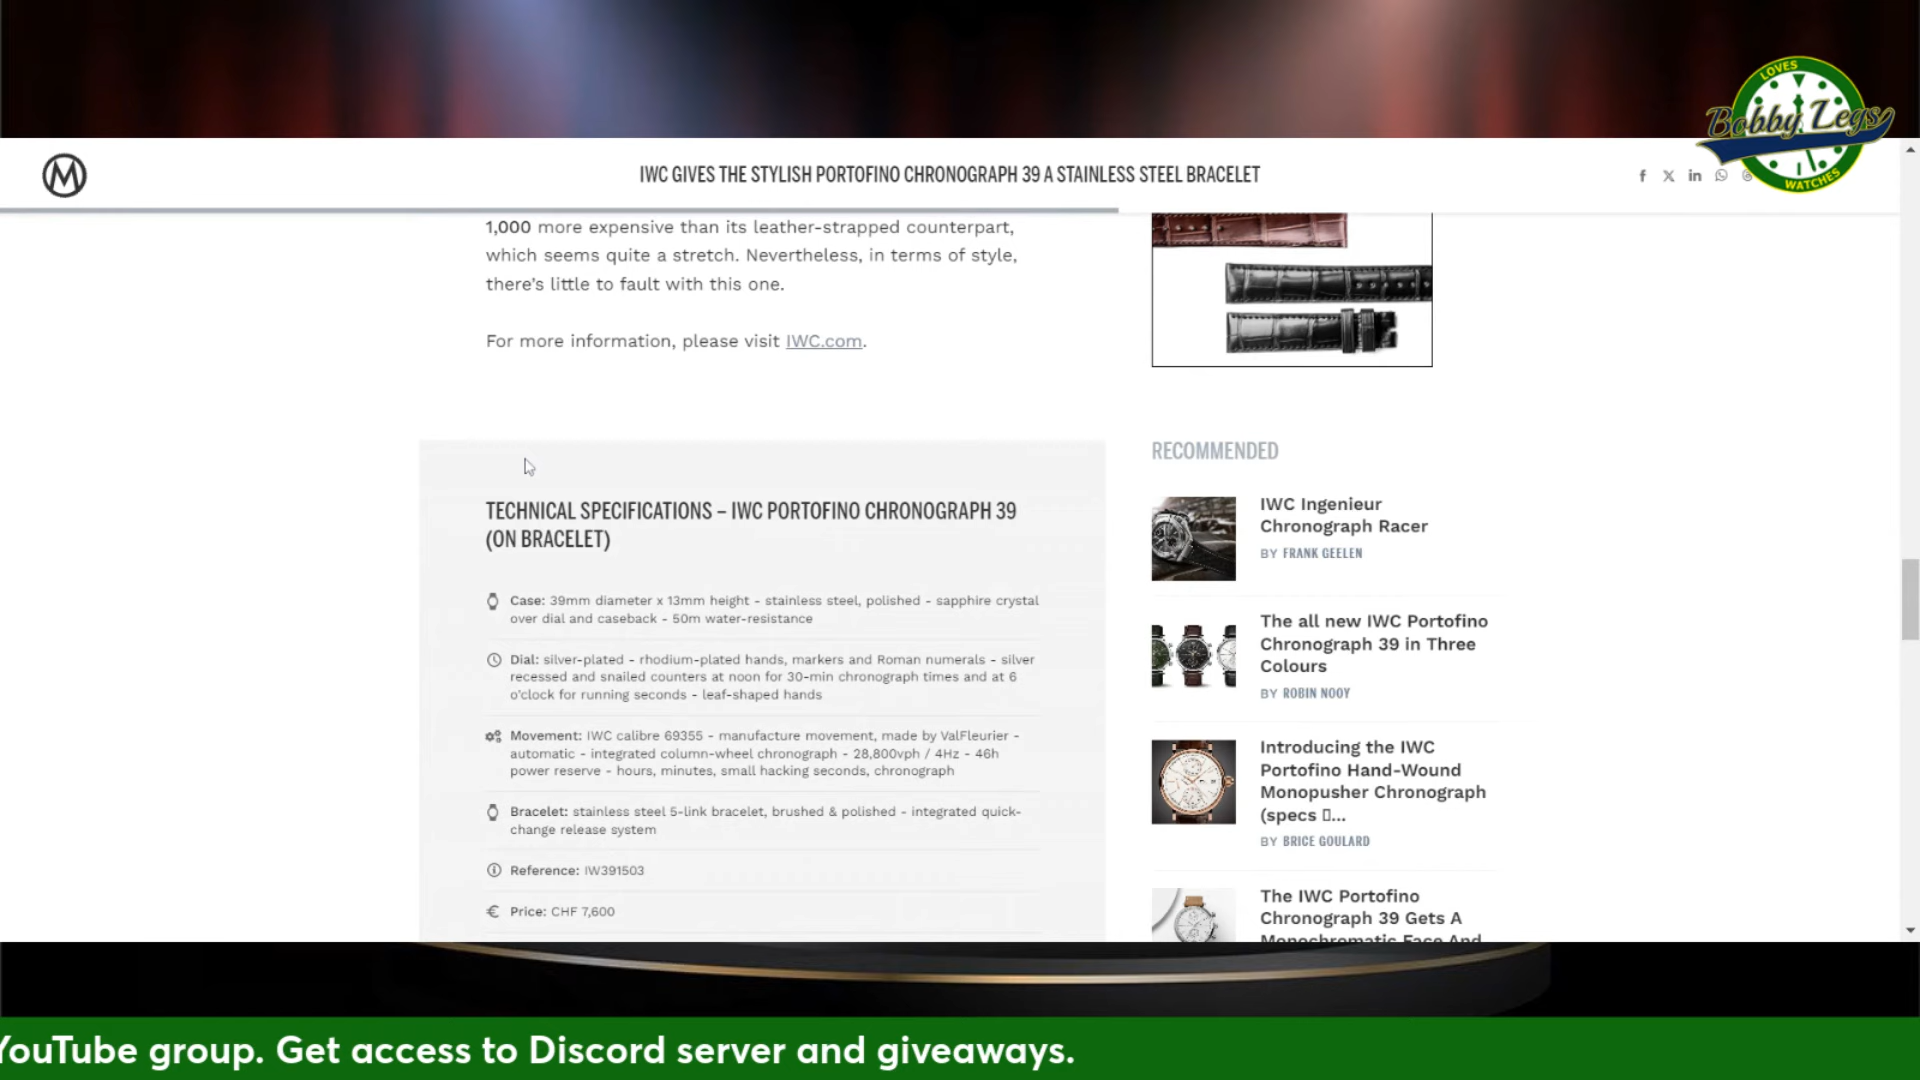 LOVES
Bobby Legs
WATCHES
M
IWC GIVES THE STYLISH PORTOFINO CHRONOGRAPH 39 A STAINLESS STEEL BRACELET
1,000 more expensive than its leather-strapped counterpart,
which seems quite a stretch. Nevertheless, in terms of style,
there’s little to fault with this one.
For more information, please visit IWC.com.
TECHNICAL SPECIFICATIONS – IWC PORTOFINO CHRONOGRAPH 39
(ON BRACELET)
Case: 39mm diameter x 13mm height - stainless steel, polished - sapphire crystal
over dial and caseback - 50m water-resistance
Dial: silver-plated - rhodium-plated hands, markers and Roman numerals - silver
recessed and snailed counters at noon for 30-min chronograph times and at 6
o’clock for running seconds - leaf-shaped hands
Movement: IWC calibre 69355 - manufacture movement, made by ValFleurier -
automatic - integrated column-wheel chronograph - 28,800vph / 4Hz - 46h
power reserve - hours, minutes, small hacking seconds, chronograph
Bracelet: stainless steel 5-link bracelet, brushed & polished - integrated quick-
change release system
Reference: IW391503
Price: CHF 7,600
RECOMMENDED
IWC Ingenieur
Chronograph Racer
BY FRANK GEELEN
The all new IWC Portofino
Chronograph 39 in Three
Colours
BY ROBIN NOOY
Introducing the IWC
Portofino Hand-Wound
Monopusher Chronograph
(specs ▯...
BY BRICE GOULARD
The IWC Portofino
Chronograph 39 Gets A
Monochromatic Face And
YouTube group. Get access to Discord server and giveaways.